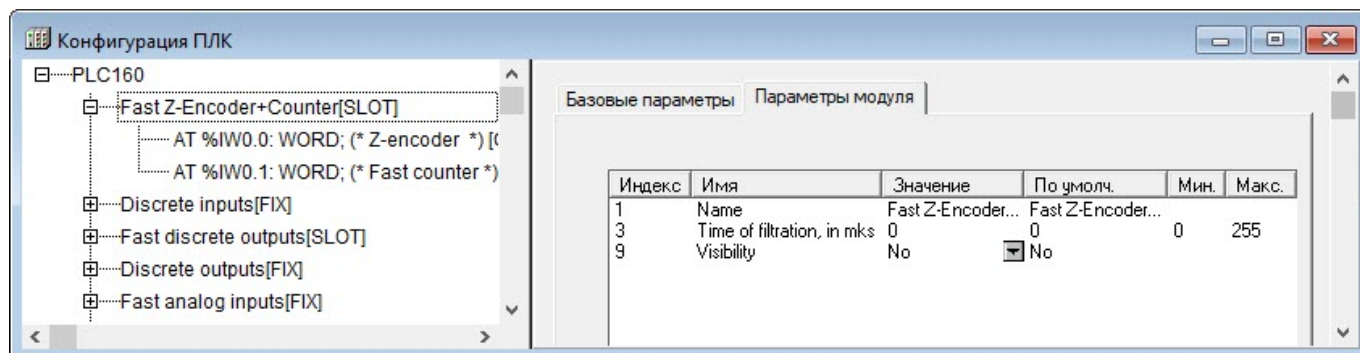 Конфигурация ПЛК
PLC160
Fast Z-Encoder+Counter[SLOT]
AT %IW0.0: WORD; (* Z-encoder *)
AT %IW0.1: WORD; (* Fast counter *)
Discrete inputs[FIX]
Fast discrete outputs[SLOT]
Discrete outputs[FIX]
Fast analog inputs[FIX]
Базовые параметры Параметры модуля
Индекс Имя Значение По умолч. Мин. Макс.
1 Name Fast Z-Encoder... Fast Z-Encoder...
3 Time of filtration, in mks 0 0 0 255
9 Visibility No No